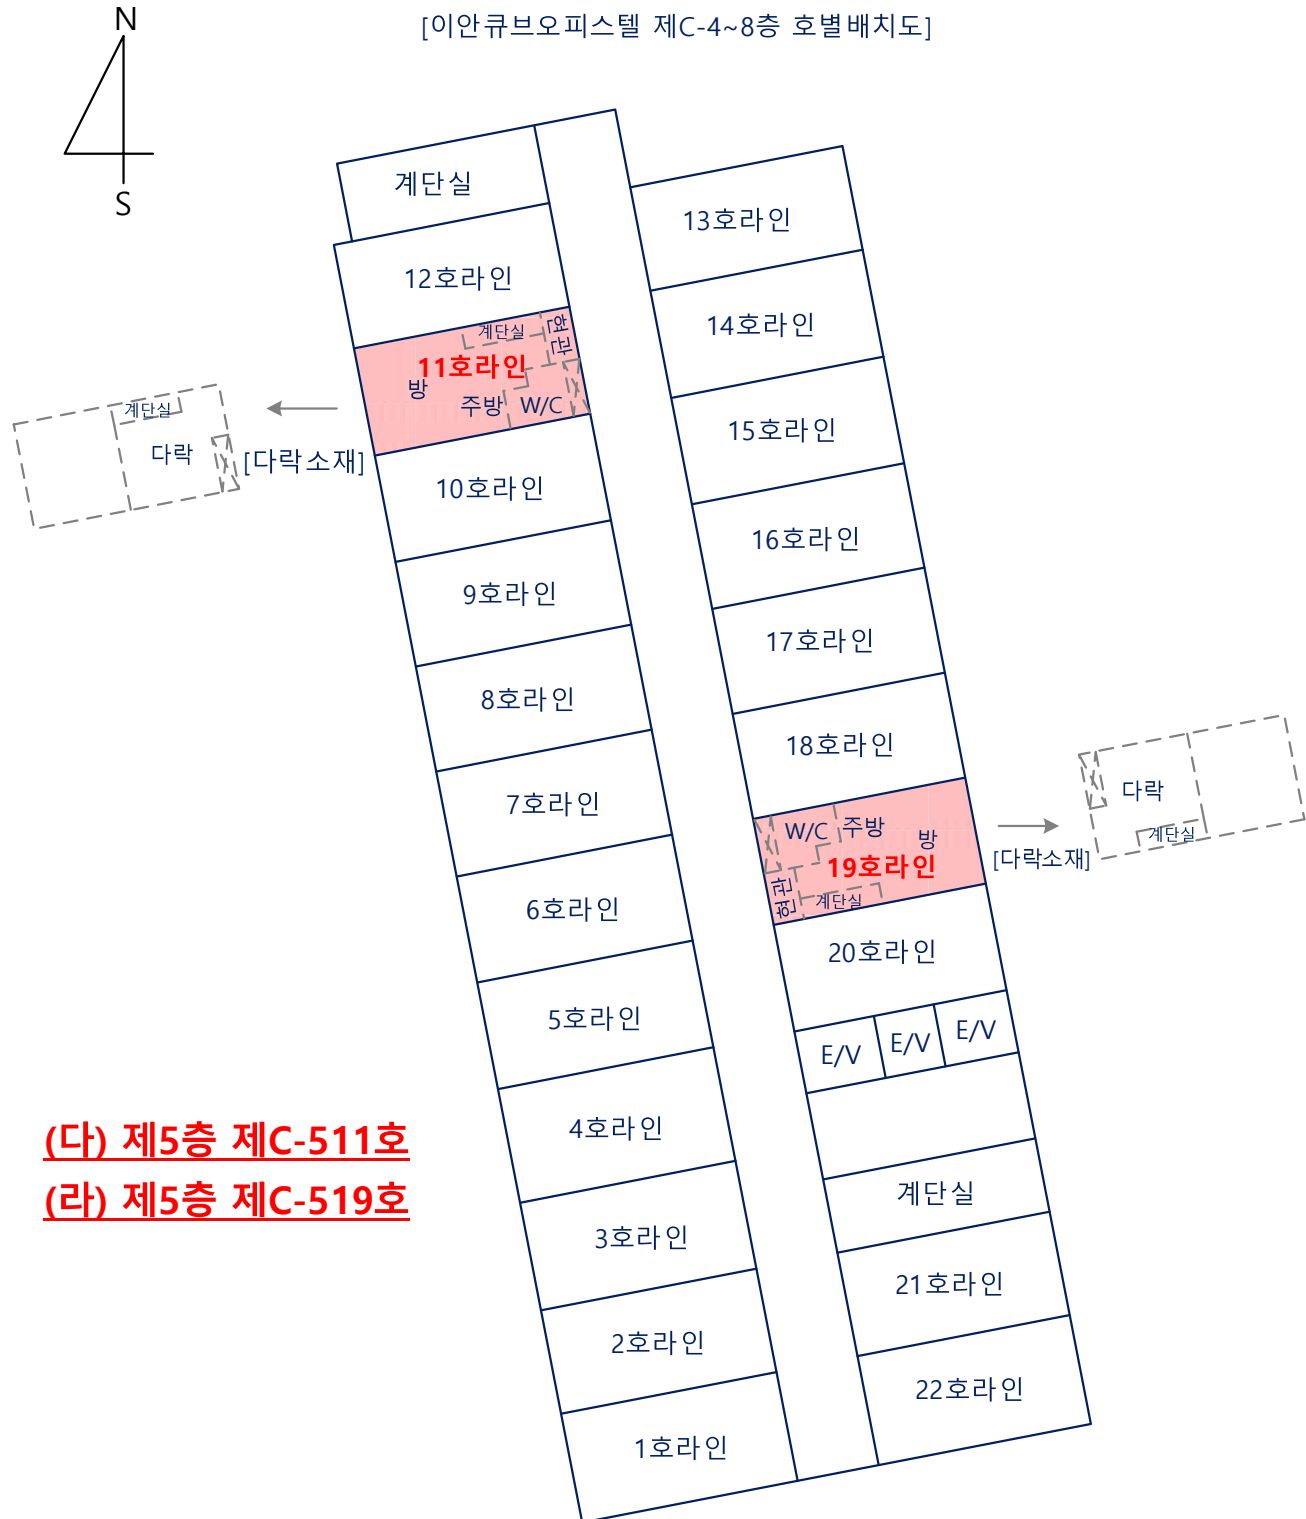 N
S
[이안큐브오피스텔 제C-4~8층 호별배치도]
계단실
12호라인
계단실
현관
11호라인
방
주방
W/C
계단실
다락
[다락소재]
10호라인
9호라인
8호라인
7호라인
6호라인
5호라인
4호라인
3호라인
2호라인
1호라인
13호라인
14호라인
15호라인
16호라인
17호라인
18호라인
W/C
주방
방
19호라인
현관
계단실
다락
계단실
[다락소재]
20호라인
E/V
E/V
E/V
계단실
21호라인
22호라인
(다) 제5층 제C-511호
(라) 제5층 제C-519호